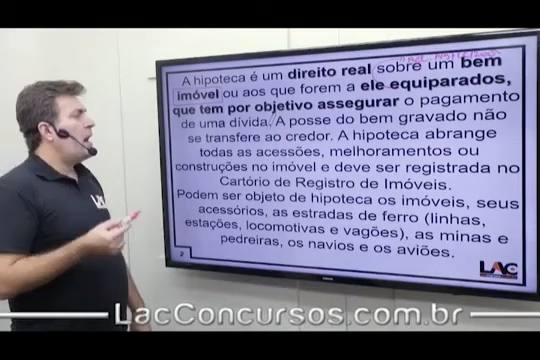 A hipoteca é um direito real sobre um bem
imóvel ou aos que forem a ele equiparados,
que tem por objetivo assegurar o pagamento
de uma dívida. A posse do bem gravado não
se transfere ao credor. A hipoteca abrange
todas as acessões, melhoramentos ou
construções no imóvel e deve ser registrada no
Cartório de Registro de Imóveis.
Podem ser objeto de hipoteca os imóveis, seus
acessórios, as estradas de ferro (linhas,
estações, locomotivas e vagões), as minas e
pedreiras, os navios e os aviões.
2
LAC
LacConcursos.com.br